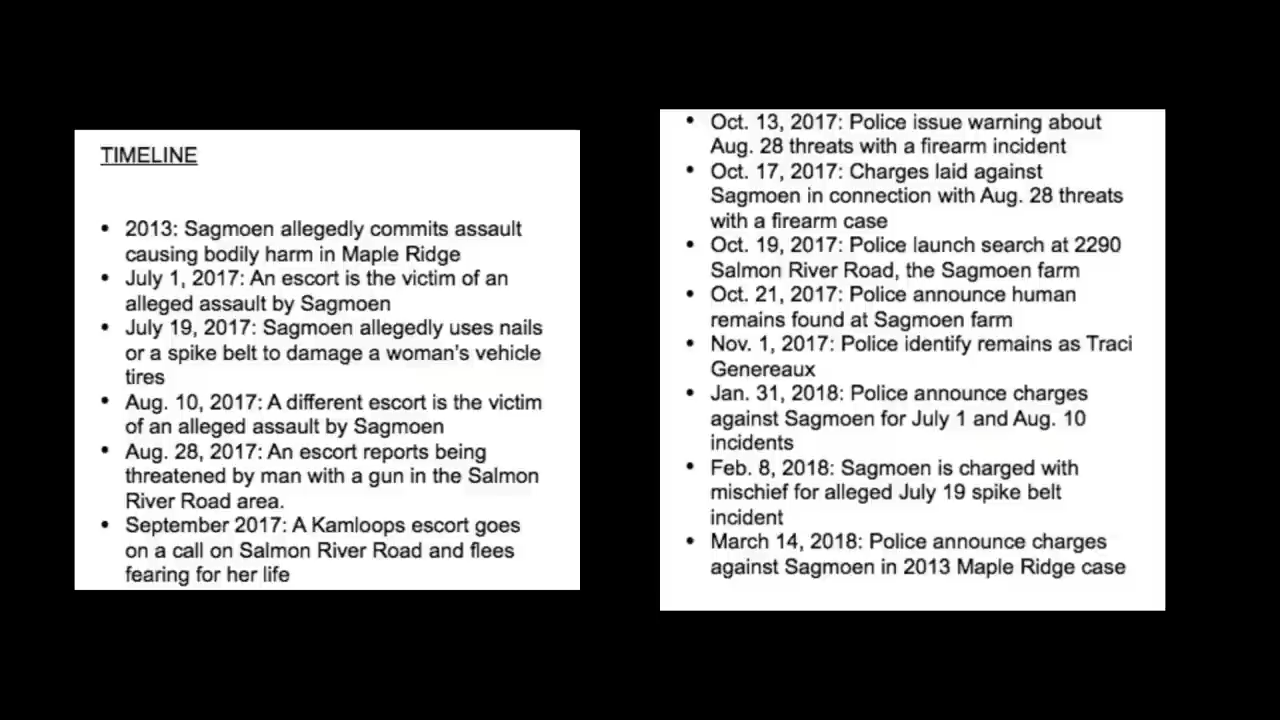 TIMELINE
• 2013: Sagmoen allegedly commits assault
causing bodily harm in Maple Ridge
• July 1, 2017: An escort is the victim of an
alleged assault by Sagmoen
• July 19, 2017: Sagmoen allegedly uses nails
or a spike belt to damage a woman's vehicle
tires
• Aug. 10, 2017: A different escort is the victim
of an alleged assault by Sagmoen
• Aug. 28, 2017: An escort reports being
threatened by man with a gun in the Salmon
River Road area.
• September 2017: A Kamloops escort goes
on a call on Salmon River Road and flees
fearing for her life
• Oct. 13, 2017: Police issue warning about
Aug. 28 threats with a firearm incident
• Oct. 17, 2017: Charges laid against
Sagmoen in connection with Aug. 28 threats
with a firearm case
• Oct. 19, 2017: Police launch search at 2290
Salmon River Road, the Sagmoen farm
• Oct. 21, 2017: Police announce human
remains found at Sagmoen farm
• Nov. 1, 2017: Police identify remains as Traci
Genereaux
• Jan. 31, 2018: Police announce charges
against Sagmoen for July 1 and Aug. 10
incidents
• Feb. 8, 2018: Sagmoen is charged with
mischief for alleged July 19 spike belt
incident
• March 14, 2018: Police announce charges
against Sagmoen in 2013 Maple Ridge case